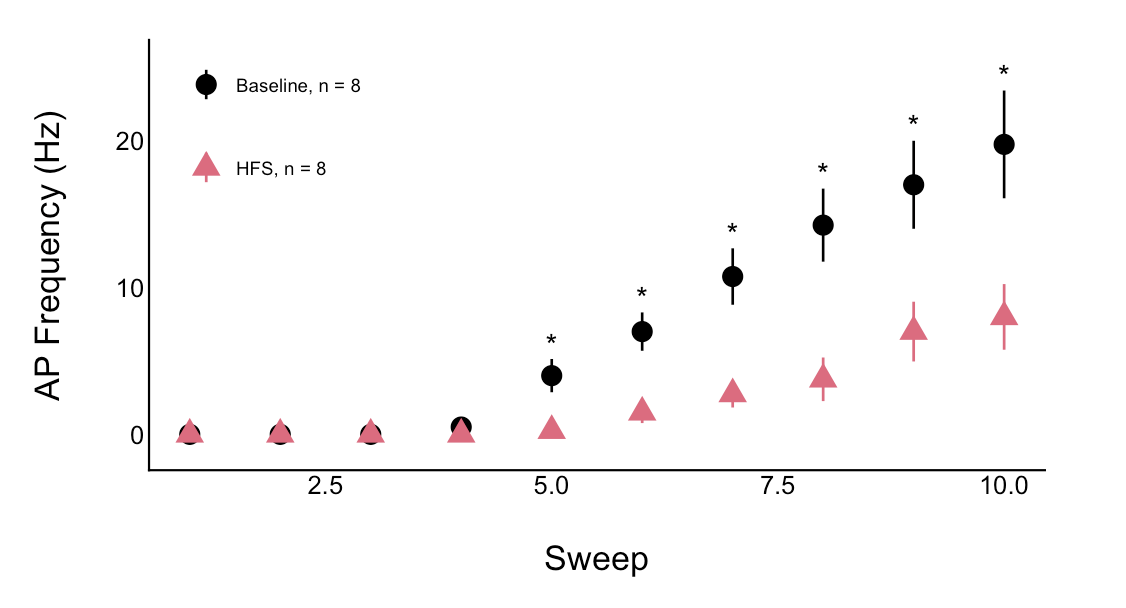 Baseline, n = 8
HFS, n = 8
AP Frequency (Hz)
20
10
0
* * * * * *
2.5 5.0 7.5 10.0
Sweep